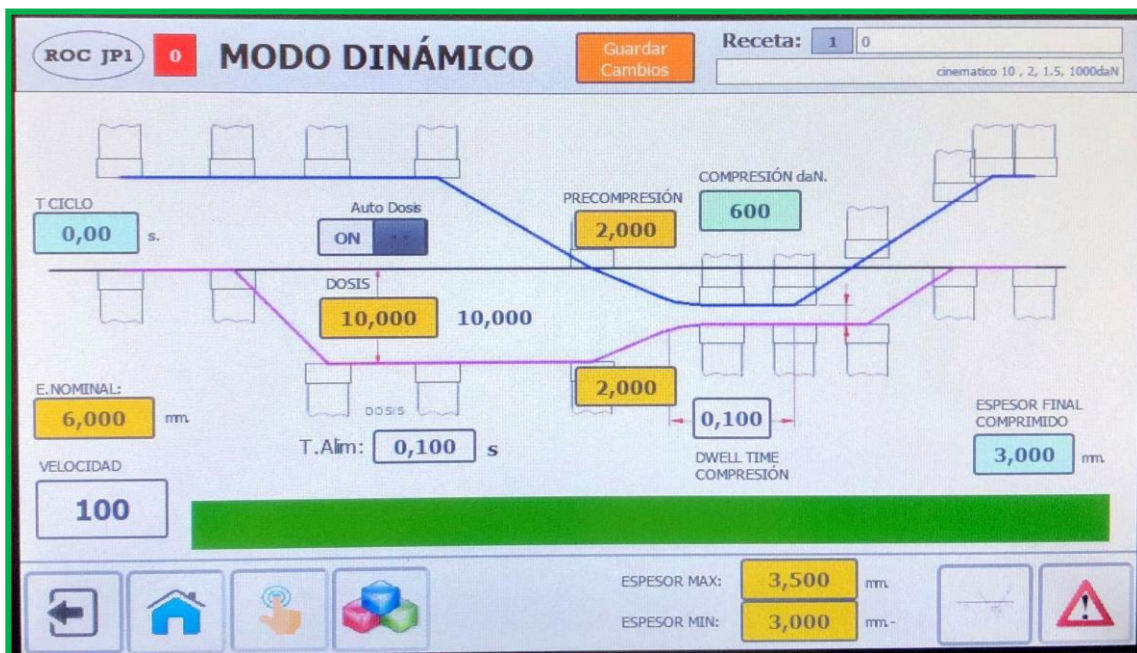 ROC JP1
0
MODO DINÁMICO
Guardar
Cambios
Receta: 1 0
cinematico 10 , 2, 1.5, 1000daN
T CICLO
0,00 s.
Auto Dosis
ON
PRECOMPRESIÓN
2,000
COMPRESIÓN daN.
600
DOSIS
10,000 10,000
2,000
E.NOMINAL:
6,000 mm.
DOSIS
T.Alim: 0,100 s
0,100
DWELL TIME
COMPRESIÓN
ESPESOR FINAL
COMPRIMIDO
3,000 mm.
VELOCIDAD
100
ESPESOR MAX: 3,500 mm.
ESPESOR MIN: 3,000 mm.-